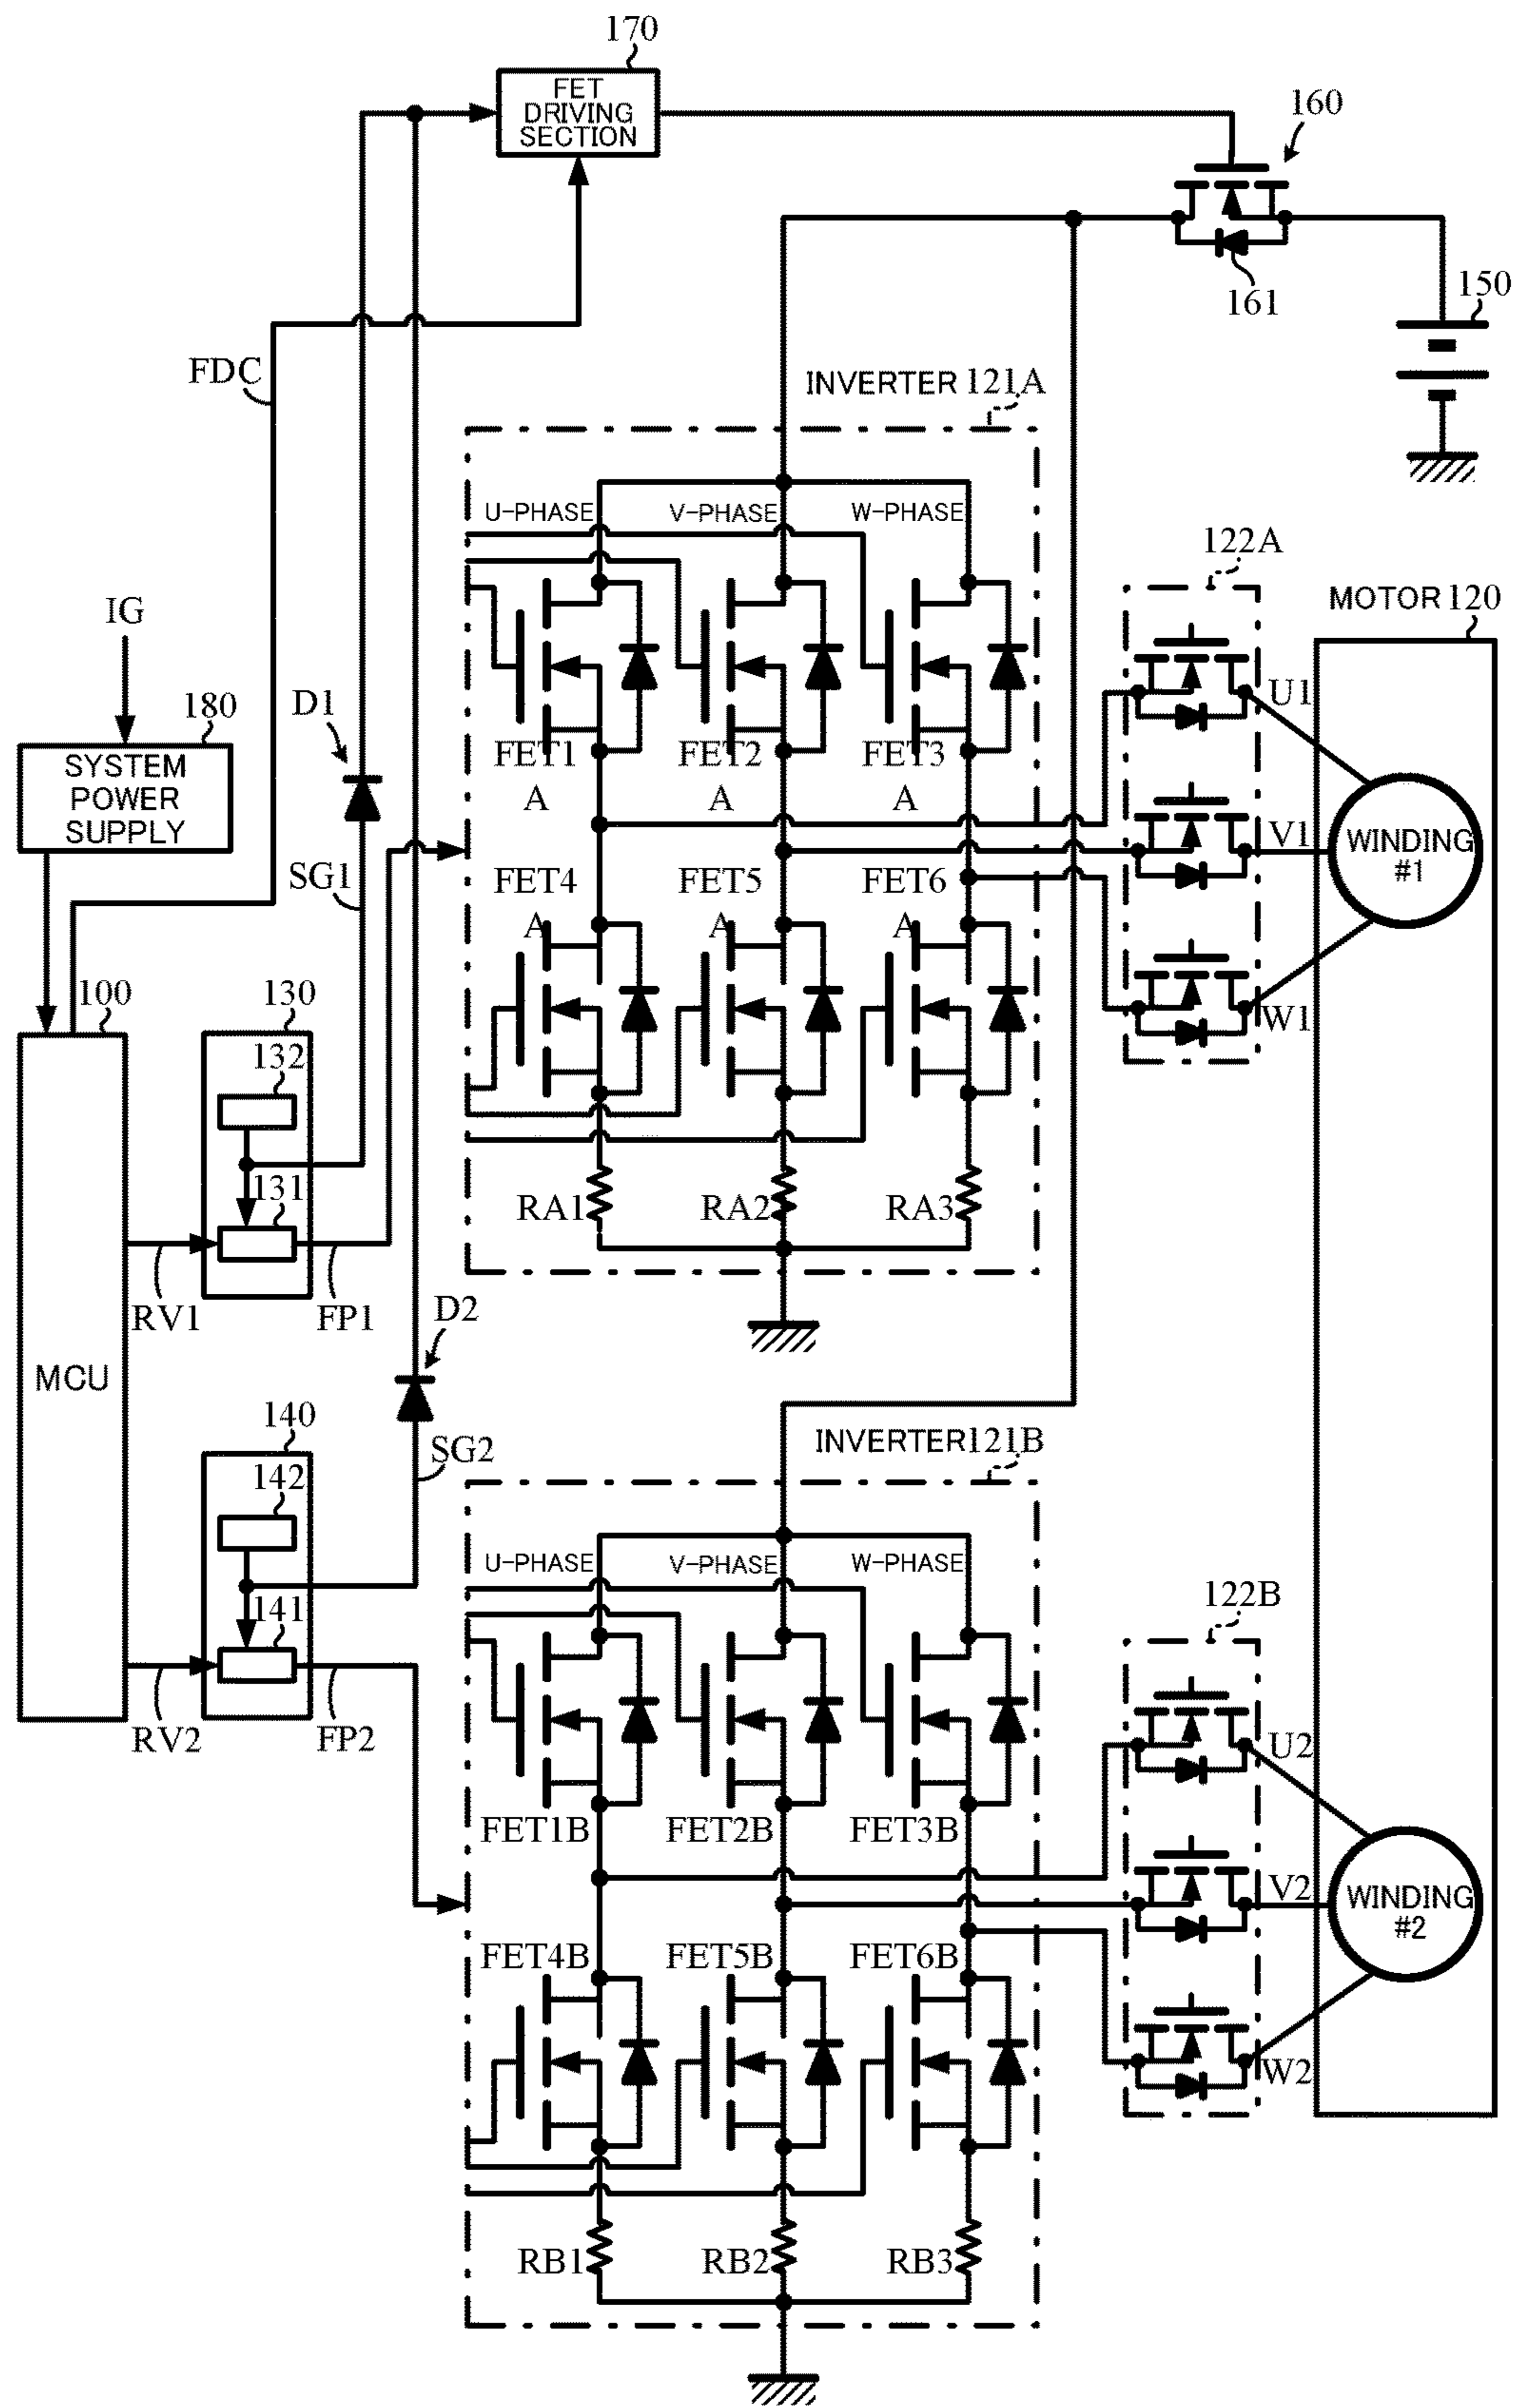 170
FET
DRIVING
SECTION
160
161
150
FDC
INVERTER 121A
U-PHASE
V-PHASE
W-PHASE
122A
MOTOR 120
IG
180
SYSTEM
POWER
SUPPLY
D1
SG1
FET1
A
FET2
A
FET3
A
U1
V1
W1
WINDING
#1
FET4
A
FET5
A
FET6
A
100
130
132
131
RA1
RA2
RA3
RV1
FP1
D2
MCU
140
142
141
SG2
INVERTER121B
U-PHASE
V-PHASE
W-PHASE
122B
RV2
FP2
FET1B
FET2B
FET3B
U2
V2
W2
WINDING
#2
FET4B
FET5B
FET6B
RB1
RB2
RB3